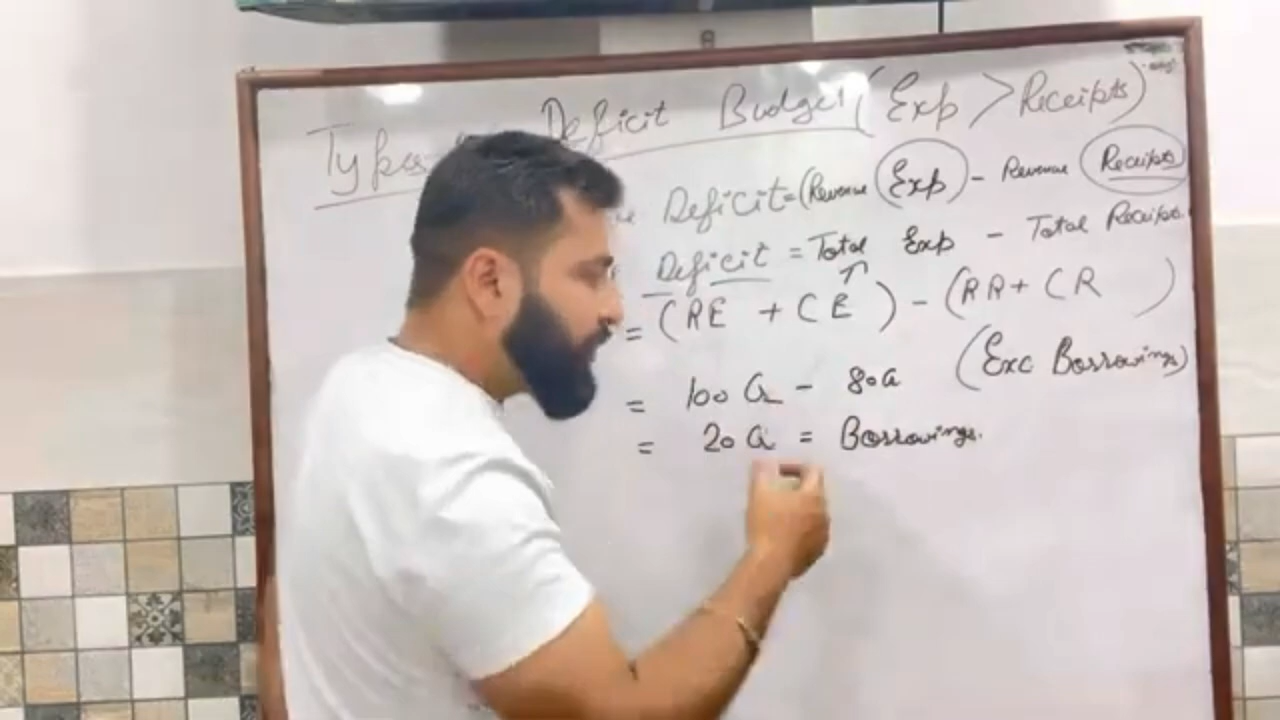 Types Deficit Budget (Exp > Receipts)
Deficit = (Revenue Exp) - Revenue Receipts
Deficit = Total Exp - Total Receipts.
= (RE + CE) - (RR + CR )
(Exc Borrowings)
= 100 Cr - 80 Cr
= 20 Cr = Borrowings.